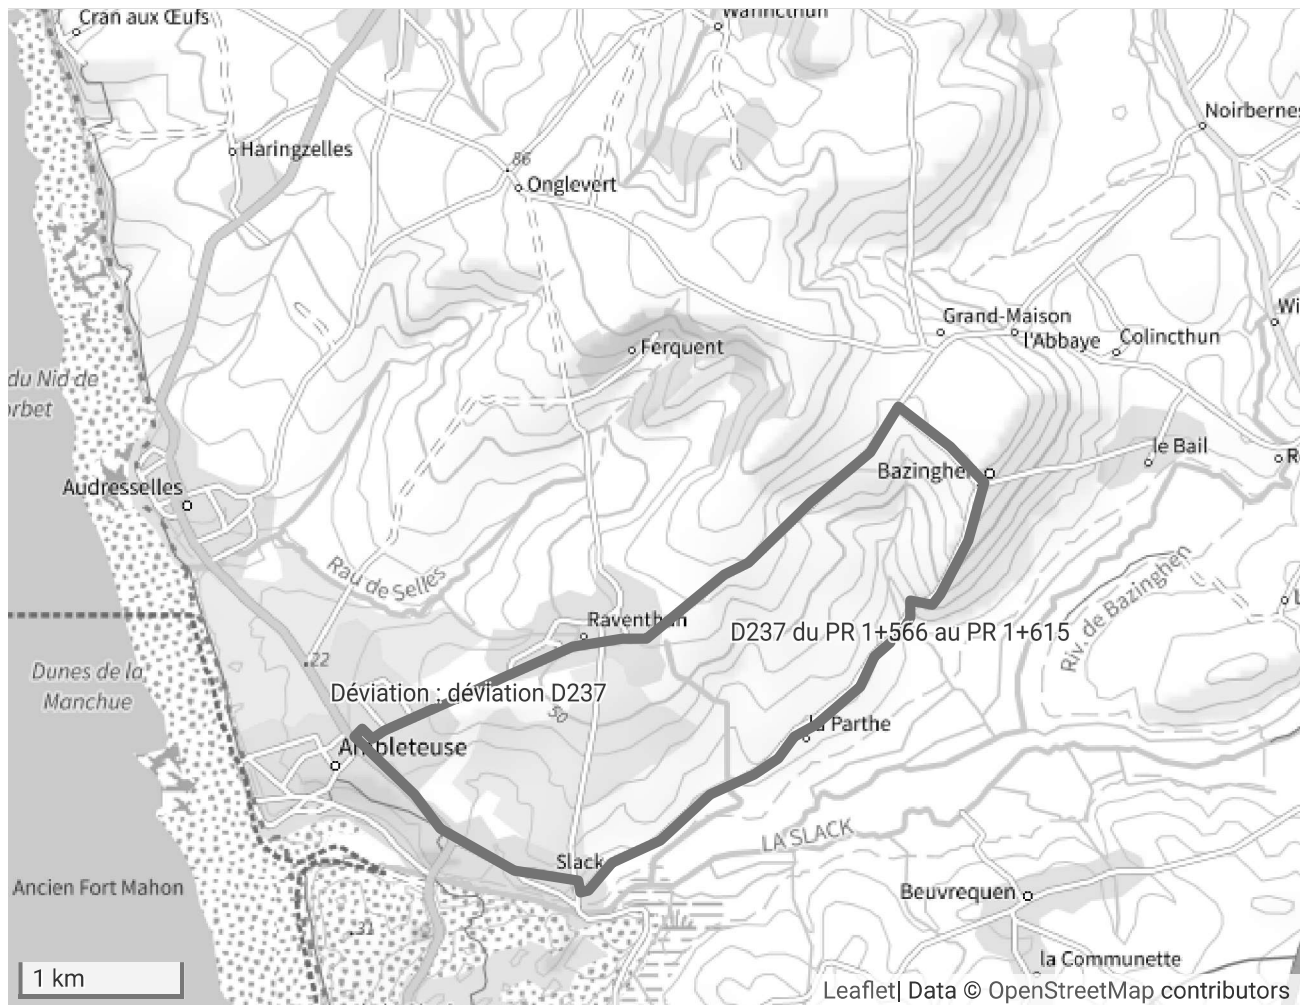 Cran aux Œufs
Warincthun
Noirbernes
Haringzelles
86
Onglevert
Grand-Maison
l'Abbaye
Colincthun
Ferquent
du Nid de
orbet
le Bail
Bazinghen
Audresselles
Rau de Selles
Riv. de Bazinghen
Raventhun
D237 du PR 1+566 au PR 1+615
22
Dunes de la
Manchue
Déviation : déviation D237
50
la Parthe
Ambleteuse
LA SLACK
Slack
Ancien Fort Mahon
Beuvrequen
31
la Communette
1 km
Leaflet| Data © OpenStreetMap contributors